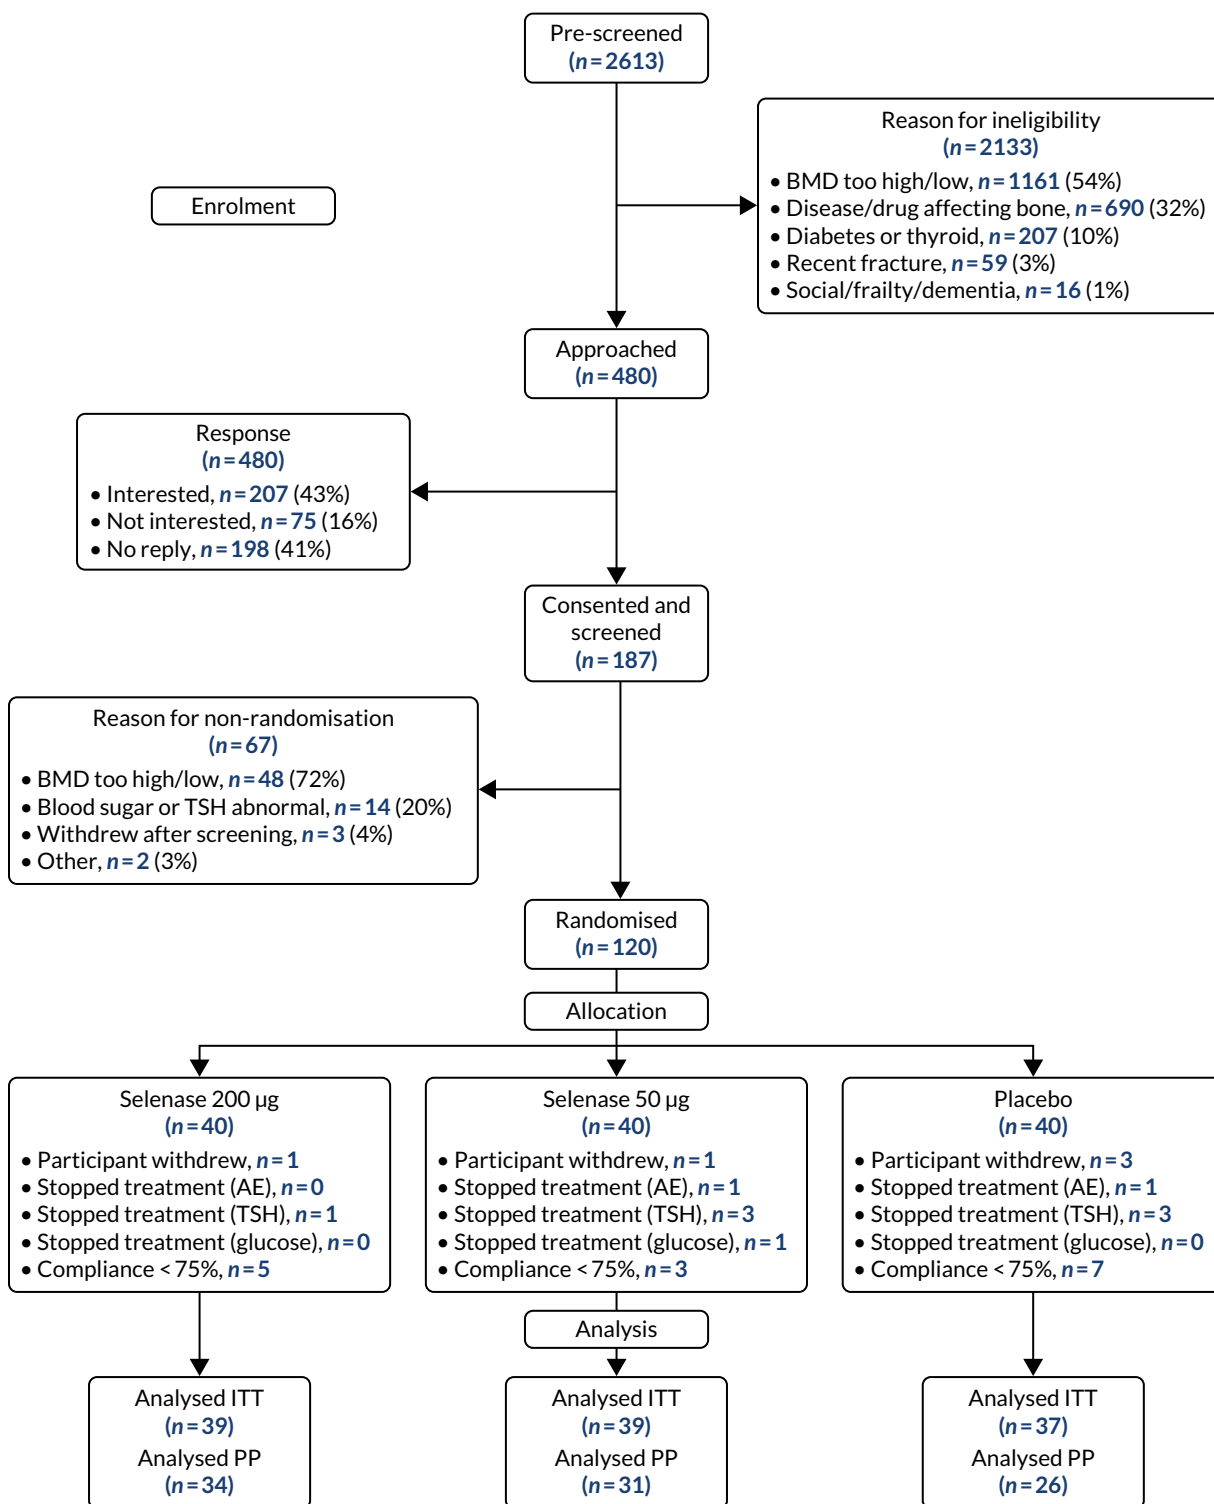 Pre-screened
(n=2613)
Reason for ineligibility
(n=2133)
• BMD too high/low, n=1161 (54%)
• Disease/drug affecting bone, n=690 (32%)
• Diabetes or thyroid, n=207 (10%)
• Recent fracture, n=59 (3%)
• Social/frailty/dementia, n=16 (1%)
Enrolment
Approached
(n=480)
Response
(n=480)
• Interested, n=207 (43%)
• Not interested, n=75 (16%)
• No reply, n=198 (41%)
Consented and
screened
(n=187)
Reason for non-randomisation
(n=67)
• BMD too high/low, n=48 (72%)
• Blood sugar or TSH abnormal, n=14 (20%)
• Withdrew after screening, n=3 (4%)
• Other, n=2 (3%)
Randomised
(n=120)
Allocation
Selenase 200 µg
(n=40)
• Participant withdrew, n=1
• Stopped treatment (AE), n=0
• Stopped treatment (TSH), n=1
• Stopped treatment (glucose), n=0
• Compliance <75%, n=5
Selenase 50 µg
(n=40)
• Participant withdrew, n=1
• Stopped treatment (AE), n=1
• Stopped treatment (TSH), n=3
• Stopped treatment (glucose), n=1
• Compliance <75%, n=3
Placebo
(n=40)
• Participant withdrew, n=3
• Stopped treatment (AE), n=1
• Stopped treatment (TSH), n=3
• Stopped treatment (glucose), n=0
• Compliance <75%, n=7
Analysis
Analysed ITT
(n=39)
Analysed PP
(n=34)
Analysed ITT
(n=39)
Analysed PP
(n=31)
Analysed ITT
(n=37)
Analysed PP
(n=26)